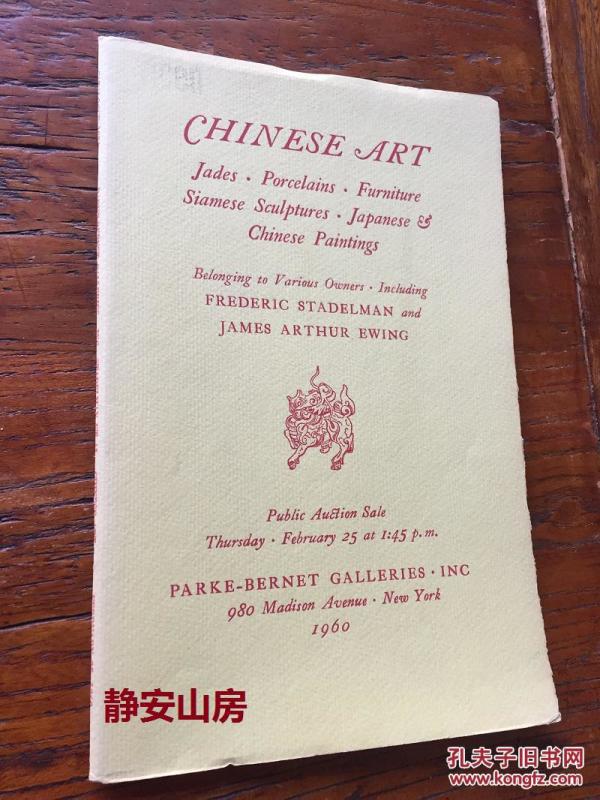 CHINESE ART
Jades · Porcelains · Furniture
Siamese Sculptures · Japanese &
Chinese Paintings
Belonging to Various Owners · Including
FREDERIC STADELMAN and
JAMES ARTHUR EWING
Public Auction Sale
Thursday · February 25 at 1:45 p.m.
PARKE-BERNET GALLERIES · INC
980 Madison Avenue · New York
1960
静安山房
孔夫子旧书网
www.kongfz.com